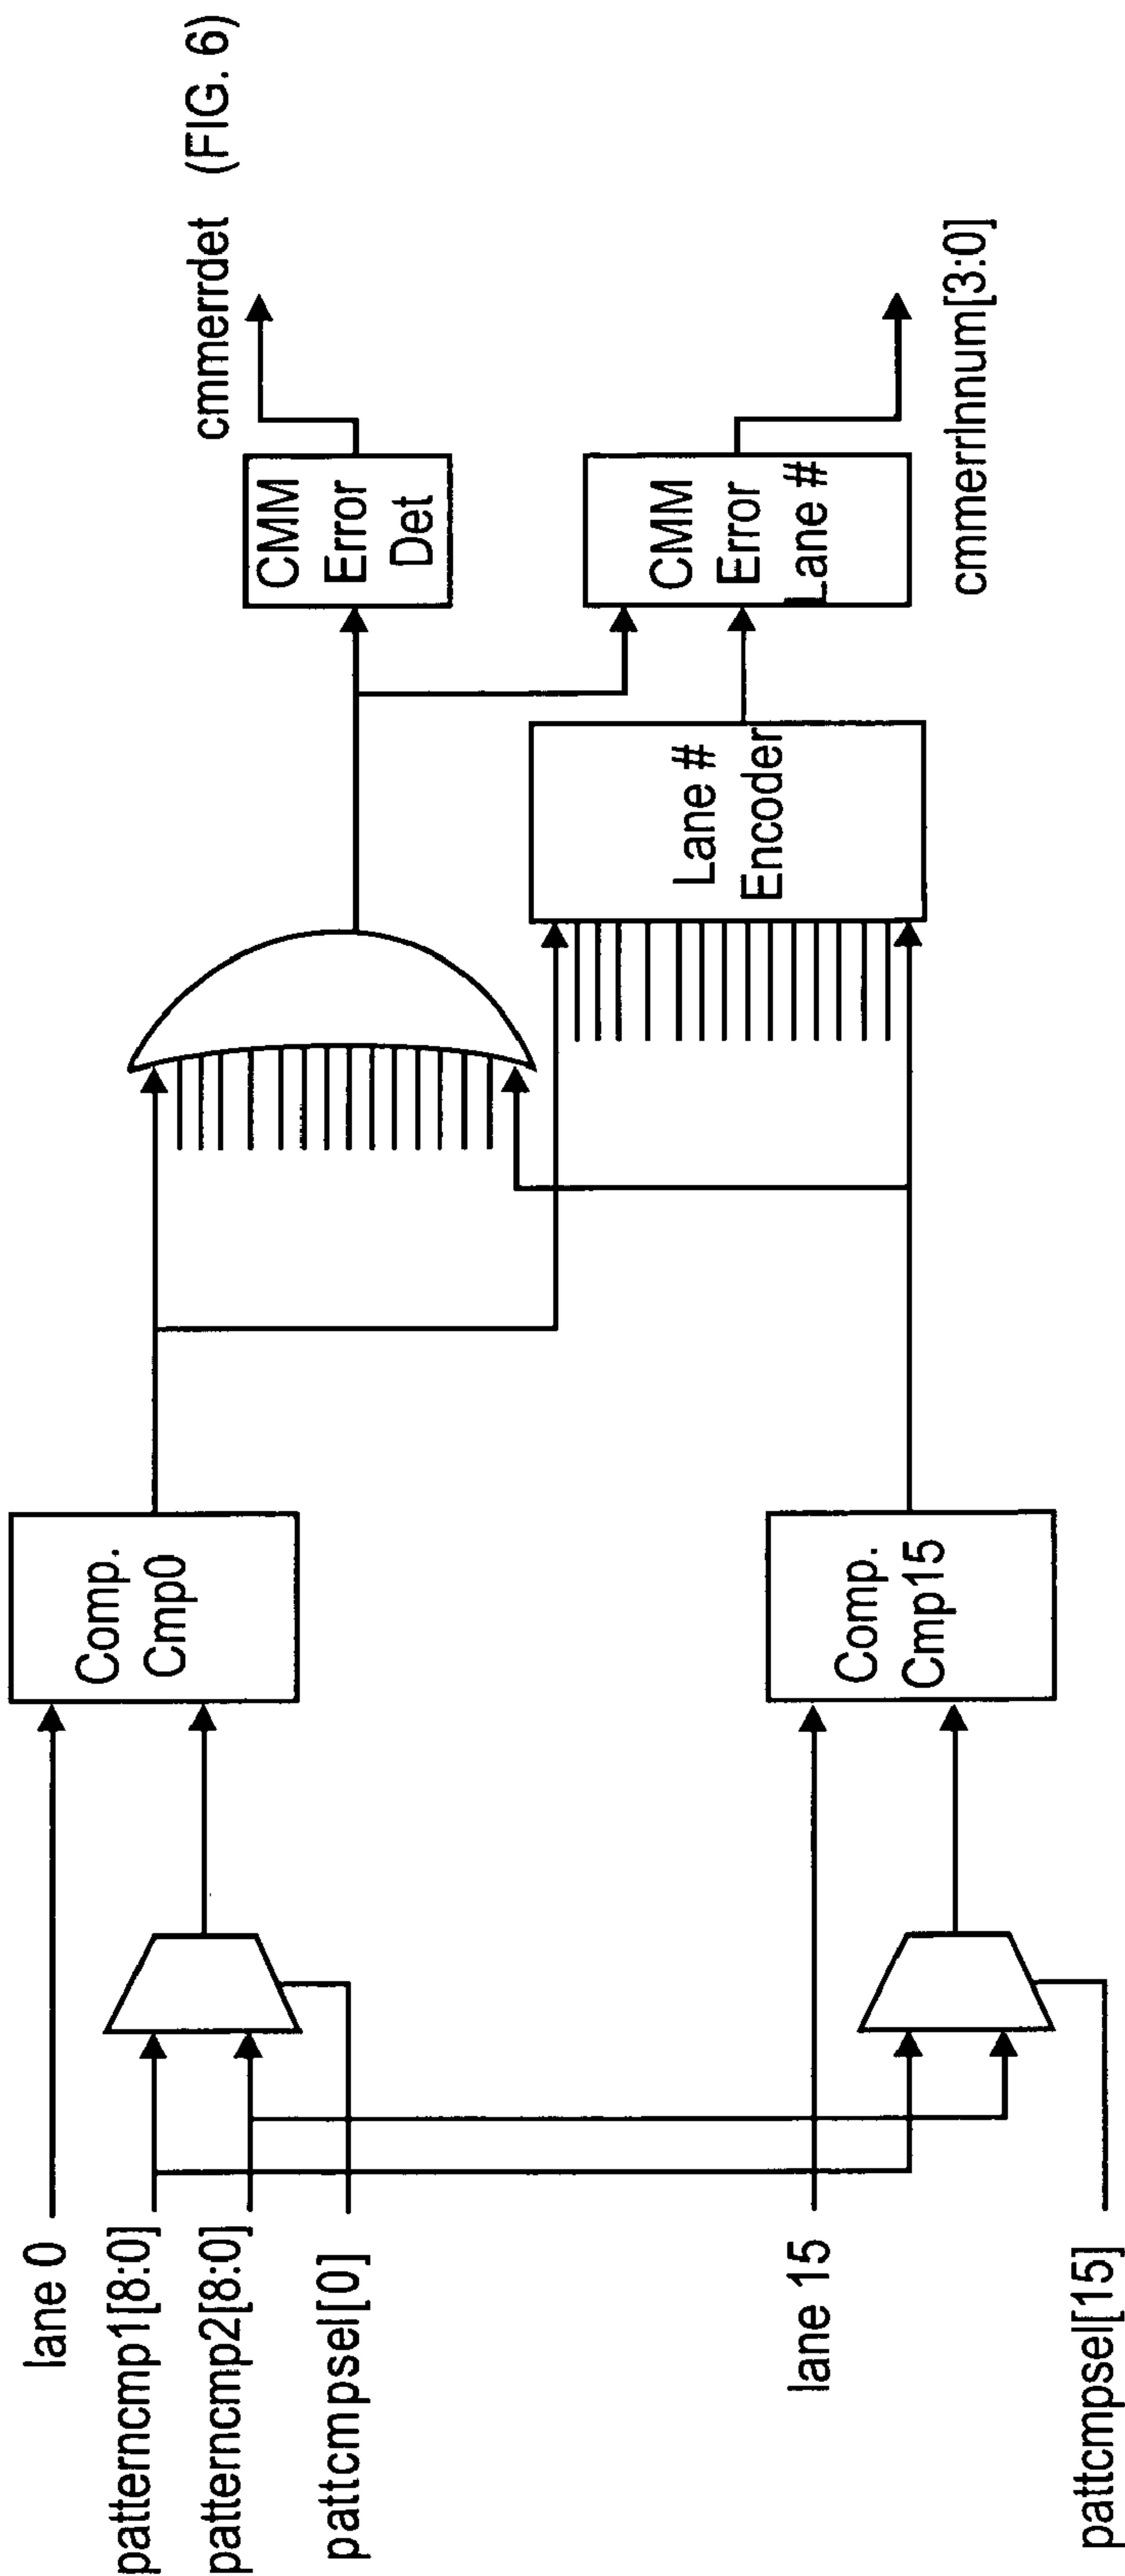 lane 0
patterncmp1[8:0]
patterncmp2[8:0]
pattcmpsel[0]
lane 15
pattcmpsel[15]
Comp.
Cmp0
Comp.
Cmp15
Lane #
Encoder
CMM
Error
Det
CMM
Error
Lane #
cmmerrdet (FIG. 6)
cmmerrlnnum[3:0]